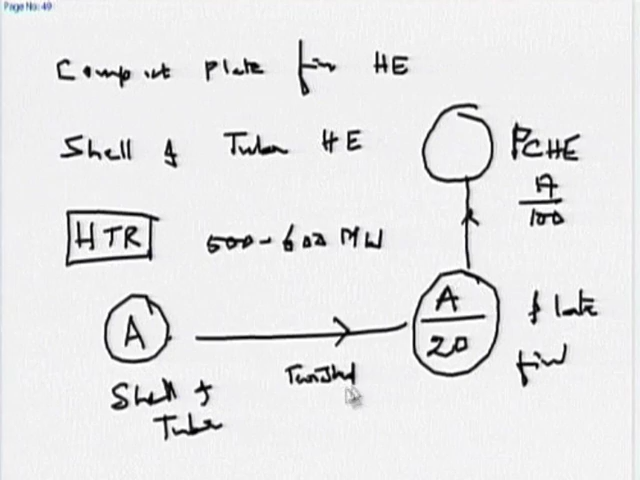 Page No: 49
Compact Plate fin HE
Shell & Tube HE
PCHE
A
100
HTR 500-600 MW
A
A
20
Plate
fin
Shell &
Tube